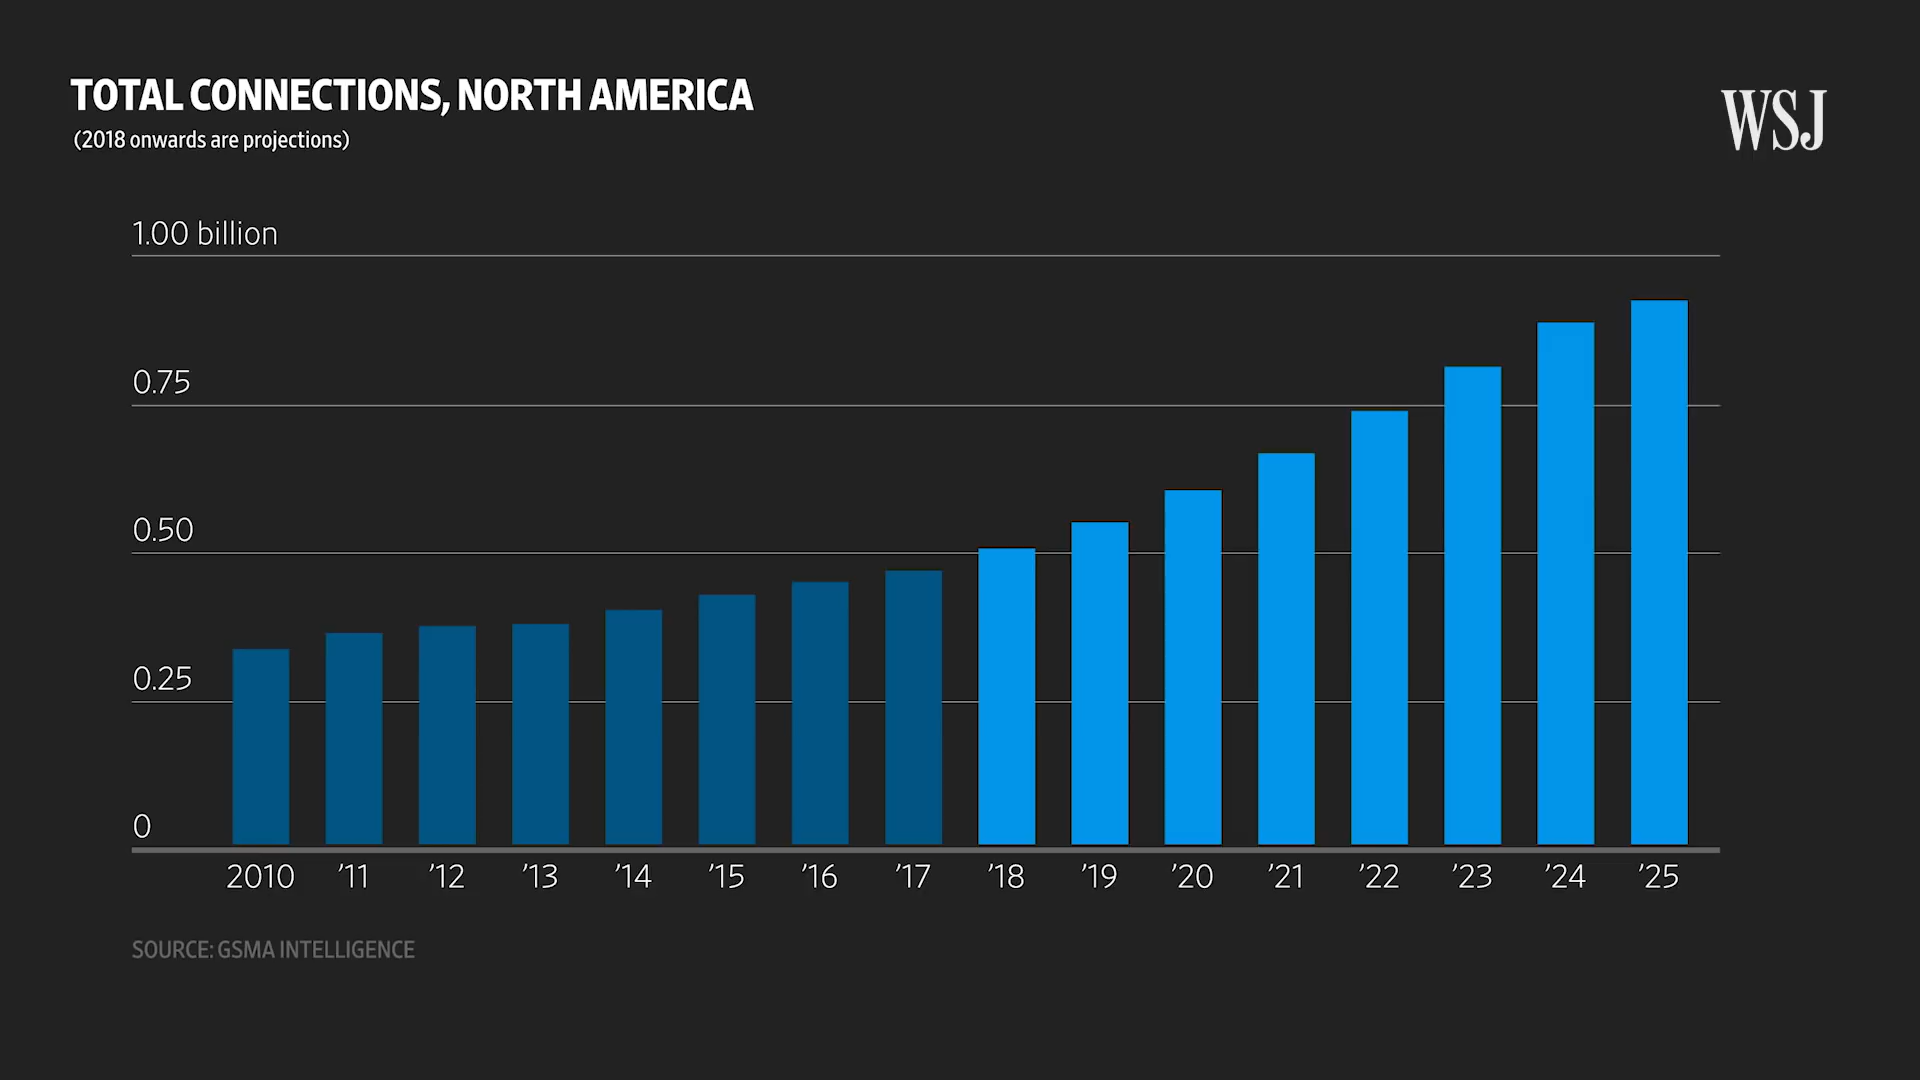 TOTAL CONNECTIONS, NORTH AMERICA
(2018 onwards are projections)
WSJ
1.00 billion
0.75
0.50
0.25
0
2010 ’11 ’12 ’13 ’14 ’15 ’16 ’17 ’18 ’19 ’20 ’21 ’22 ’23 ’24 ’25
SOURCE: GSMA INTELLIGENCE